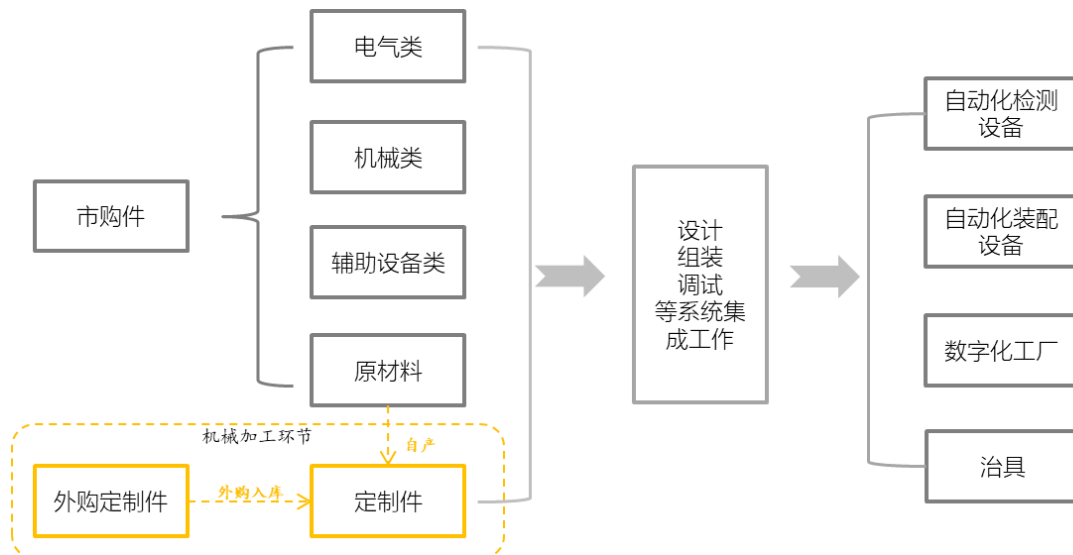 市购件
电气类
机械类
辅助设备类
原材料
机械加工环节
自产
外购定制件
外购入库
定制件
设计
组装
调试
等系统集
成工作
自动化检测
设备
自动化装配
设备
数字化工厂
治具